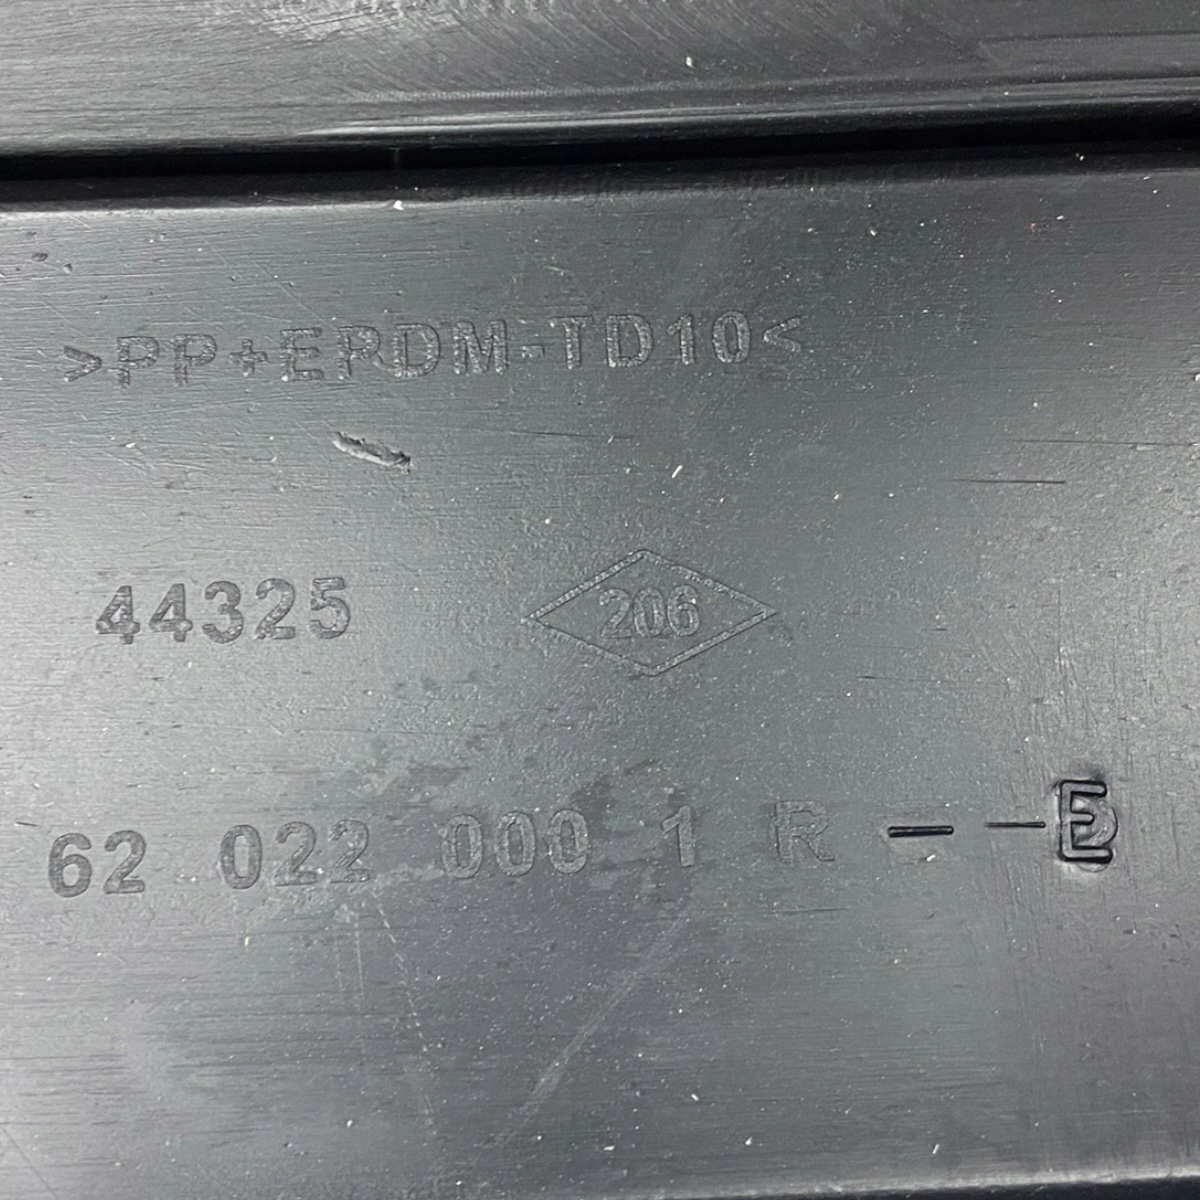 >PP+EPDM-TD10<
44325 206
62 022 000 1 R - - E